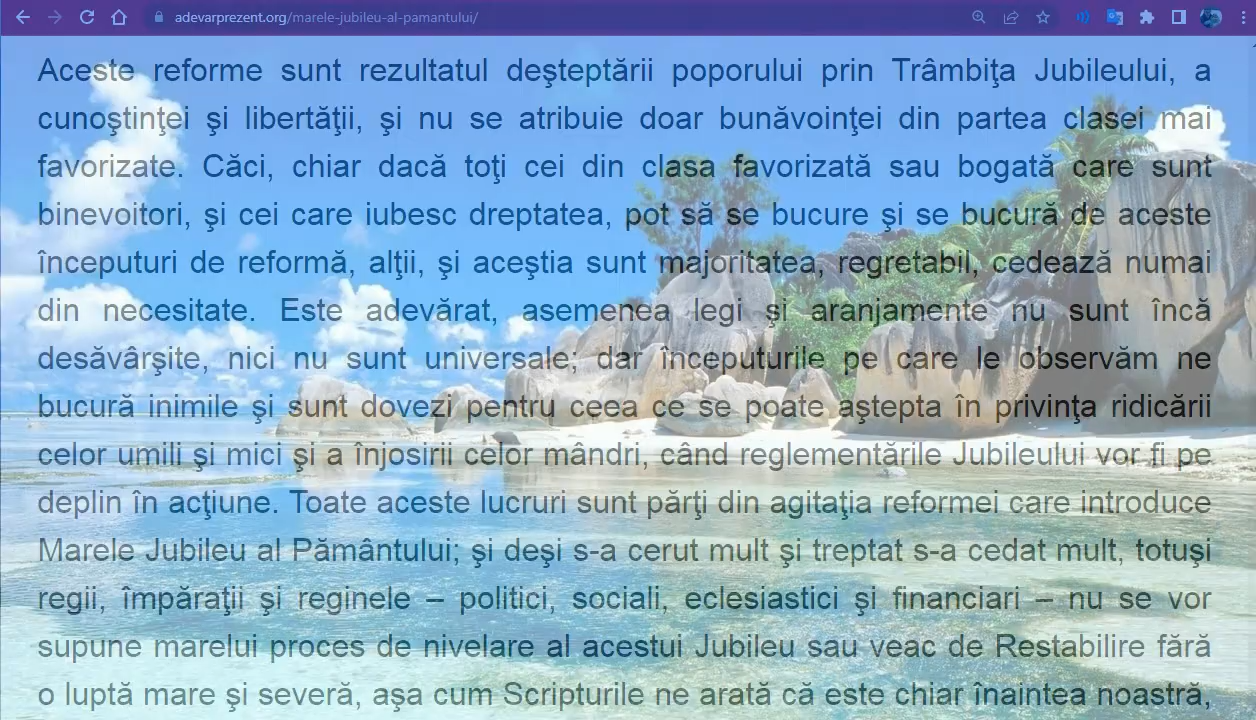 adevarprezent.org/marele-jubileu-al-pamantului/
Aceste reforme sunt rezultatul deşteptării poporului prin Trâmbiţa Jubileului, a
cunoştinţei şi libertăţii, şi nu se atribuie doar bunăvoinţei din partea clasei mai
favorizate. Căci, chiar dacă toţi cei din clasa favorizată sau bogată care sunt
binevoitori, şi cei care iubesc dreptatea, pot să se bucure şi se bucură de aceste
începuturi de reformă, alţii, şi aceştia sunt majoritatea, regretabil, cedează numai
din necesitate. Este adevărat, asemenea legi şi aranjamente nu sunt încă
desăvârşite, nici nu sunt universale; dar începuturile pe care le observăm ne
bucură inimile şi sunt dovezi pentru ceea ce se poate aştepta în privinţa ridicării
celor umili şi mici şi a înjosirii celor mândri, când reglementările Jubileului vor fi pe
deplin în acţiune. Toate aceste lucruri sunt părţi din agitaţia reformei care introduce
Marele Jubileu al Pământului; şi deşi s-a cerut mult şi treptat s-a cedat mult, totuşi
regii, împăraţii şi reginele – politici, sociali, eclesiastici şi financiari – nu se vor
supune marelui proces de nivelare al acestui Jubileu sau veac de Restabilire fără
o luptă mare şi severă, aşa cum Scripturile ne arată că este chiar înaintea noastră,